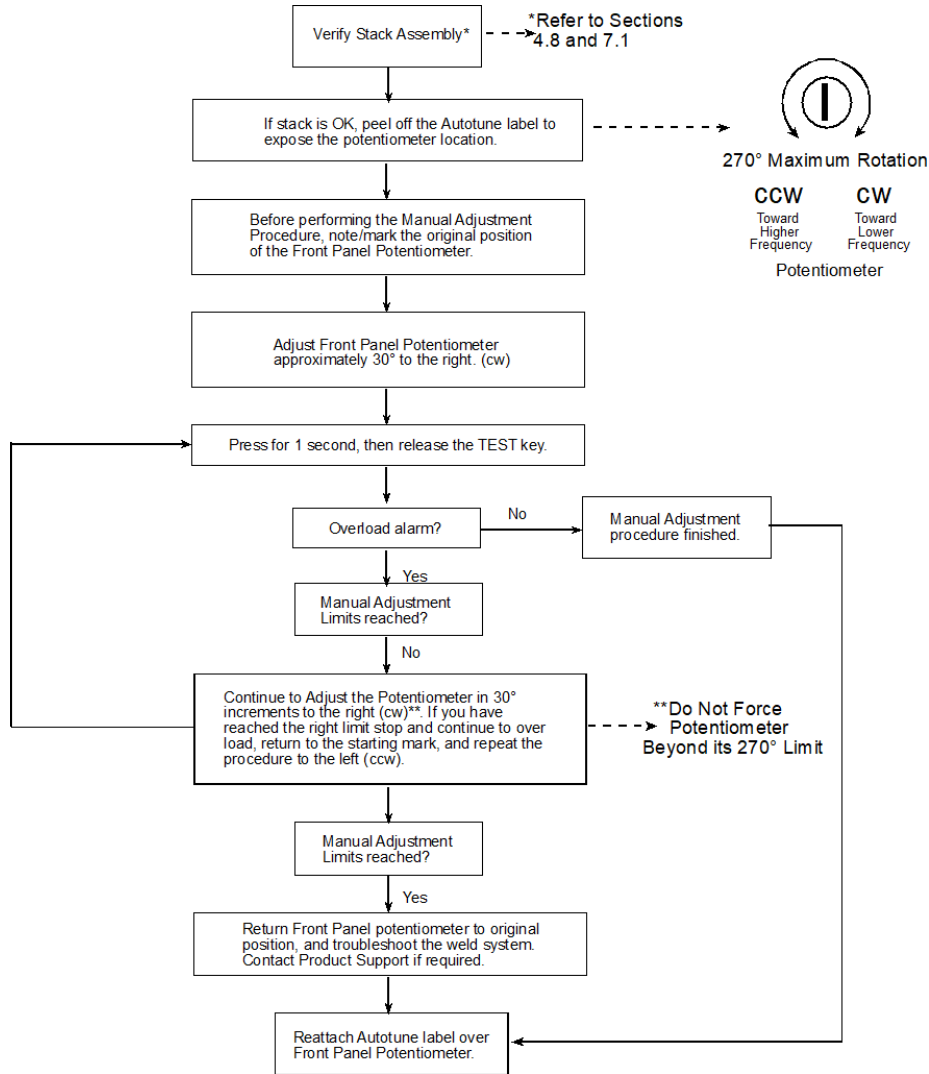 Verify Stack Assembly*
*Refer to Sections
4.8 and 7.1
If stack is OK, peel off the Autotune label to
expose the potentiometer location.
270° Maximum Rotation
CCW
Toward
Higher
Frequency
CW
Toward
Lower
Frequency
Potentiometer
Before performing the Manual Adjustment
Procedure, note/mark the original position
of the Front Panel Potentiometer.
Adjust Front Panel Potentiometer
approximately 30° to the right. (cw)
Press for 1 second, then release the TEST key.
Overload alarm?
No
Manual Adjustment
procedure finished.
Yes
Manual Adjustment
Limits reached?
No
Continue to Adjust the Potentiometer in 30°
increments to the right (cw)**. If you have
reached the right limit stop and continue to over
load, return to the starting mark, and repeat the
procedure to the left (ccw).
**Do Not Force
Potentiometer
Beyond its 270° Limit
Manual Adjustment
Limits reached?
Yes
Return Front Panel potentiometer to original
position, and troubleshoot the weld system.
Contact Product Support if required.
Reattach Autotune label over
Front Panel Potentiometer.